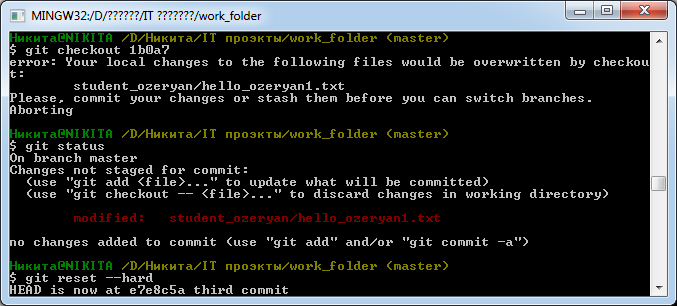 MINGW32:/D/??????/IT ???????/work_folder
Никита@NIKITA /D/Никита/IT проэкты/work_folder (master)
$ git checkout 1b0a7
error: Your local changes to the following files would be overwritten by checkou
t:
student_ozeryan/hello_ozeryan1.txt
Please, commit your changes or stash them before you can switch branches.
Aborting
Никита@NIKITA /D/Никита/IT проэкты/work_folder (master)
$ git status
On branch master
Changes not staged for commit:
(use "git add <file>..." to update what will be committed)
(use "git checkout -- <file>..." to discard changes in working directory)
modified:   student_ozeryan/hello_ozeryan1.txt
no changes added to commit (use "git add" and/or "git commit -a")
Никита@NIKITA /D/Никита/IT проэкты/work_folder (master)
$ git reset --hard
HEAD is now at e7e8c5a third commit